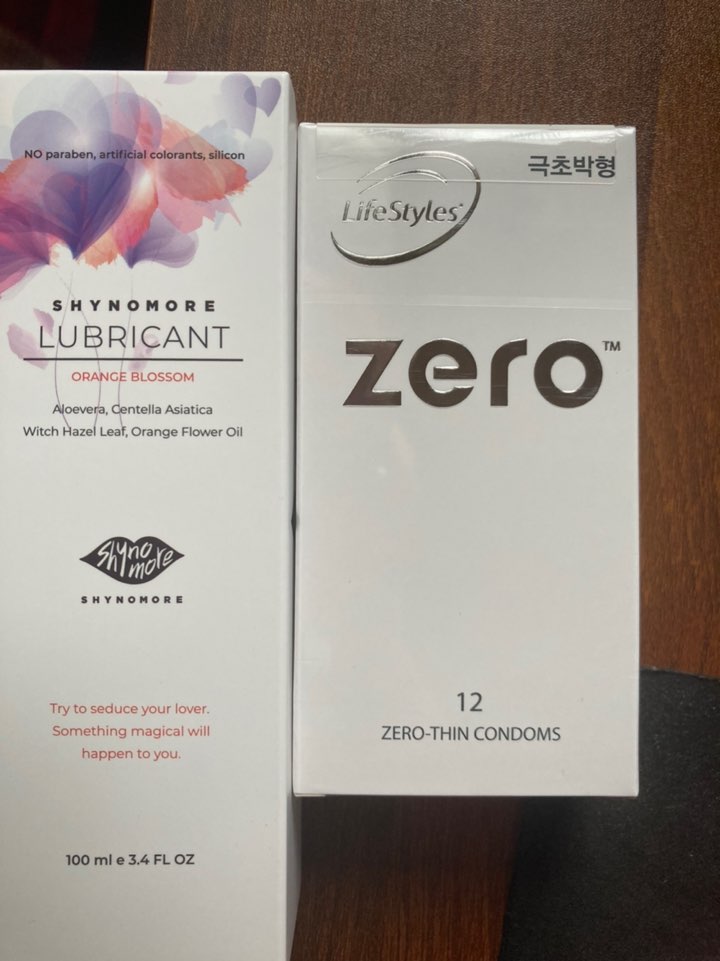 NO paraben, artificial colorants, silicon
SHYNOMORE
LUBRICANT
ORANGE BLOSSOM
Aloevera, Centella Asiatica
Witch Hazel Leaf, Orange Flower Oil
Shyno
more
SHYNOMORE
Try to seduce your lover.
Something magical will
happen to you.
100 ml e 3.4 FL OZ
극초박형
LifeStyles®
zero™
12
ZERO-THIN CONDOMS